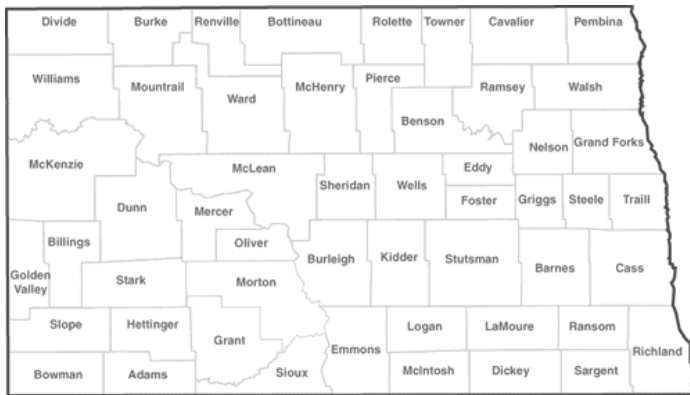 Divide
Burke
Renville
Bottineau
Rolette
Towner
Cavalier
Pembina
Williams
Mountrail
Ward
McHenry
Pierce
Benson
Ramsey
Walsh
McKenzie
Nelson
Grand Forks
McLean
Eddy
Dunn
Mercer
Sheridan
Wells
Foster
Griggs
Steele
Traill
Billings
Oliver
Golden
Valley
Stark
Morton
Burleigh
Kidder
Stutsman
Barnes
Cass
Slope
Hettinger
Grant
Emmons
Logan
LaMoure
Ransom
Richland
Bowman
Adams
Sioux
McIntosh
Dickey
Sargent